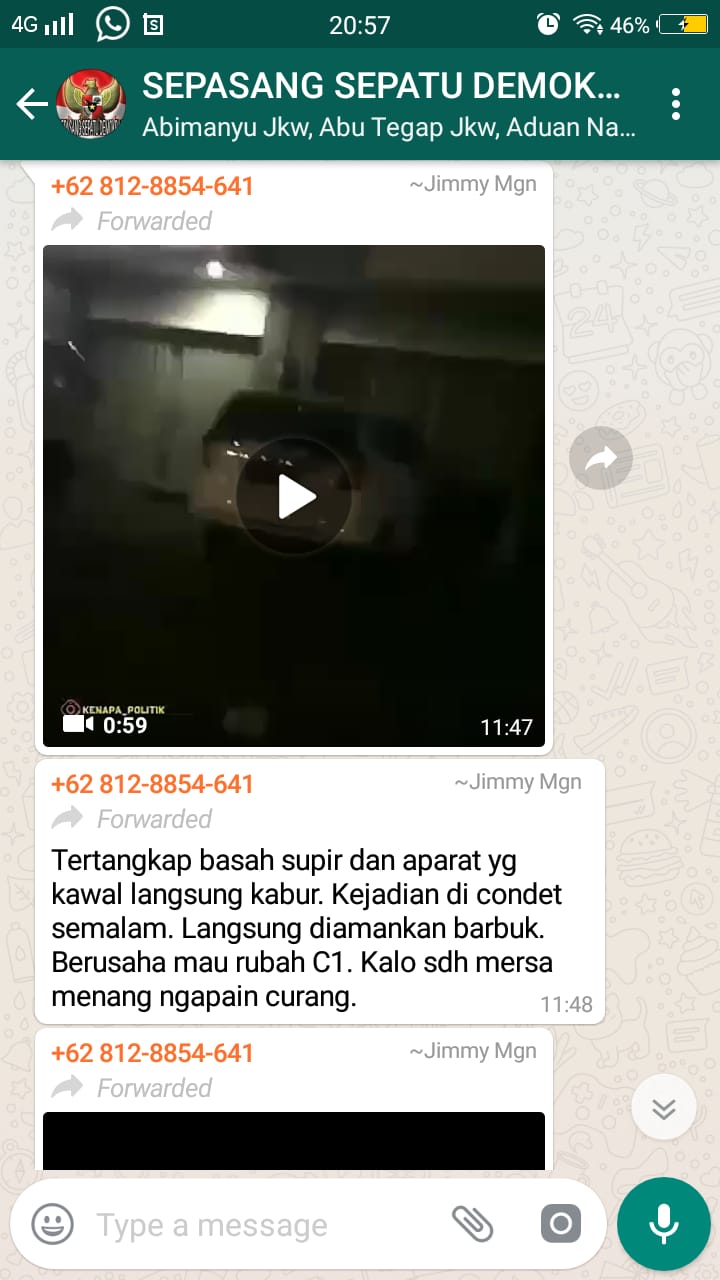 4G 20:57 46%
SEPASANG SEPATU DEMOK...
Abimanyu Jkw, Abu Tegap Jkw, Aduan Na...
+62 812-8854-641 ~Jimmy Mgn
Forwarded
KENAPA_POLITIK
0:59 11:47
+62 812-8854-641 ~Jimmy Mgn
Forwarded
Tertangkap basah supir dan aparat yg
kawal langsung kabur. Kejadian di condet
semalam. Langsung diamankan barbuk.
Berusaha mau rubah C1. Kalo sdh mersa
menang ngapain curang.
11:48
+62 812-8854-641 ~Jimmy Mgn
Forwarded
Type a message